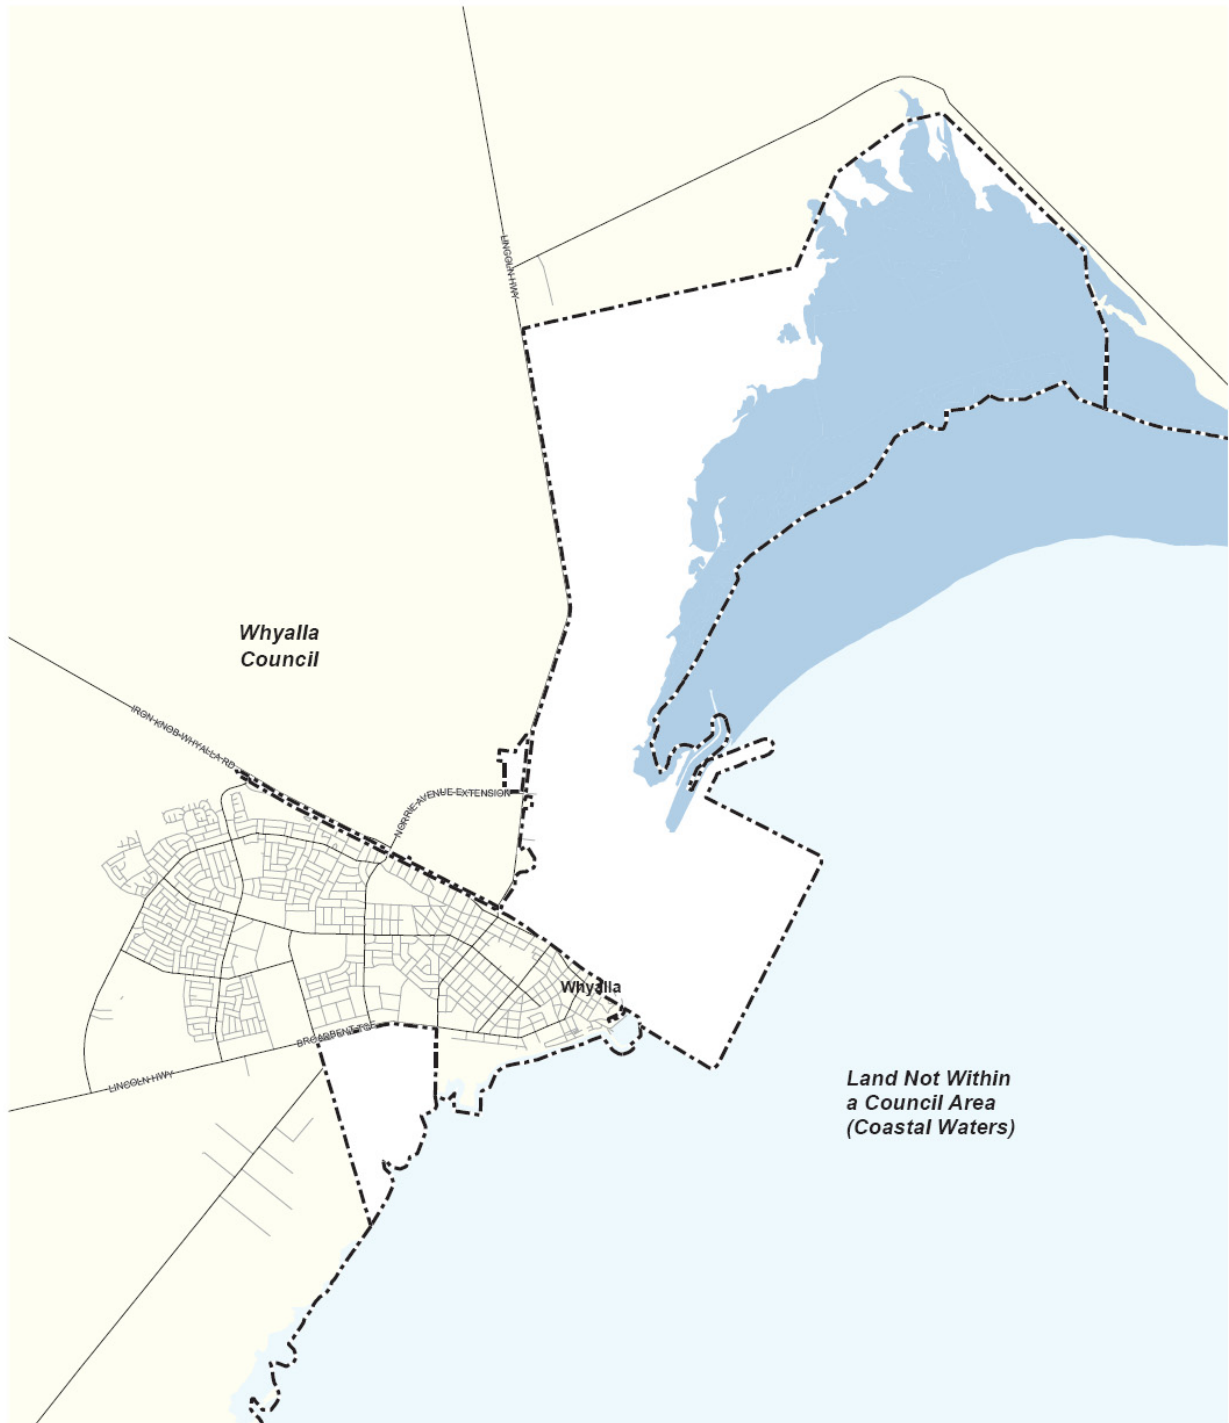 LINCOLN HWY
Whyalla
Council
IRON KNOB-WHYALLA RD
NORRIE AVENUE EXTENSION
Whyalla
BROADBENT TCE
LINCOLN HWY
Land Not Within
a Council Area
(Coastal Waters)